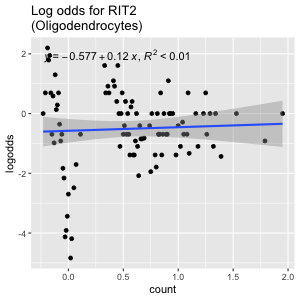 Log odds for RIT2
(Oligodendrocytes)
y = −0.577 + 0.12 x, R² < 0.01
2
0
-2
-4
logodds
0.0 0.5 1.0 1.5 2.0
count